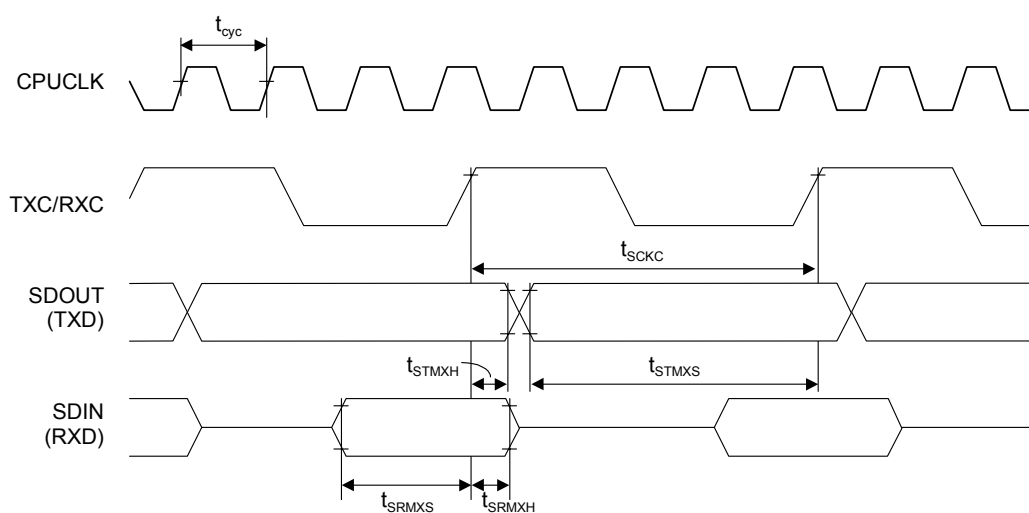 tcyc
CPUCLK
TXC/RXC
tSCKC
SDOUT
(TXD)
tSTMXH
tSTMXS
SDIN
(RXD)
tSRMXS
tSRMXH